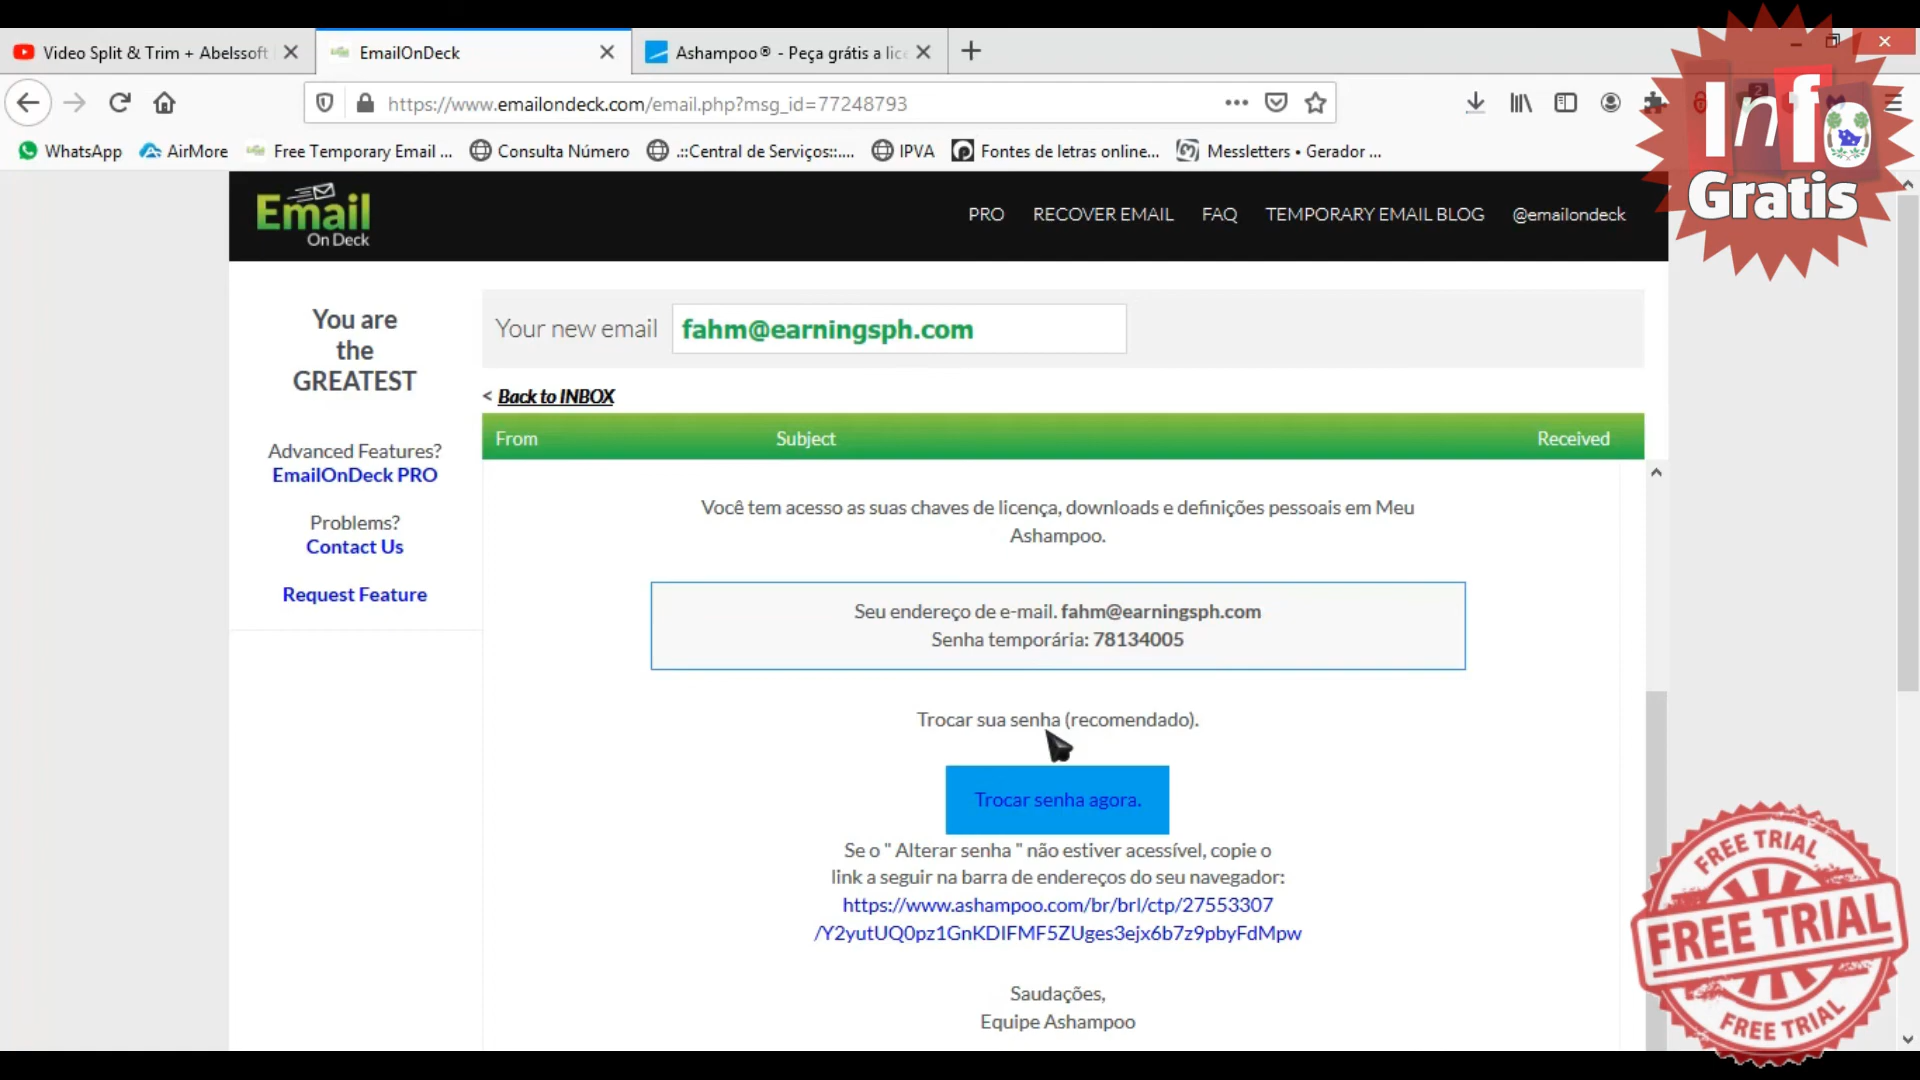 Video Split & Trim + Abelssoft
EmailOnDeck
Ashampoo® - Peça grátis a lic
https://www.emailondeck.com/email.php?msg_id=77248793
2
WhatsApp
AirMore
Free Temporary Email ...
Consulta Número
.::Central de Serviços::....
IPVA
Fontes de letras online...
Messletters • Gerador ...
Info
Gratis
Email
On Deck
PRO
RECOVER EMAIL
FAQ
TEMPORARY EMAIL BLOG
@emailondeck
You are
the
GREATEST
Advanced Features?
EmailOnDeck PRO
Problems?
Contact Us
Request Feature
Your new email
fahm@earningsph.com
< Back to INBOX
From
Subject
Received
Você tem acesso as suas chaves de licença, downloads e definições pessoais em Meu
Ashampoo.
Seu endereço de e-mail. fahm@earningsph.com
Senha temporária: 78134005
Trocar sua senha (recomendado).
Trocar senha agora.
Se o " Alterar senha " não estiver acessível, copie o
link a seguir na barra de endereços do seu navegador:
https://www.ashampoo.com/br/brl/ctp/27553307
/Y2yutUQ0pz1GnKDIFMF5ZUges3ejx6b7z9pbyFdMpw
Saudações,
Equipe Ashampoo
FREE TRIAL
FREE TRIAL
FREE TRIAL